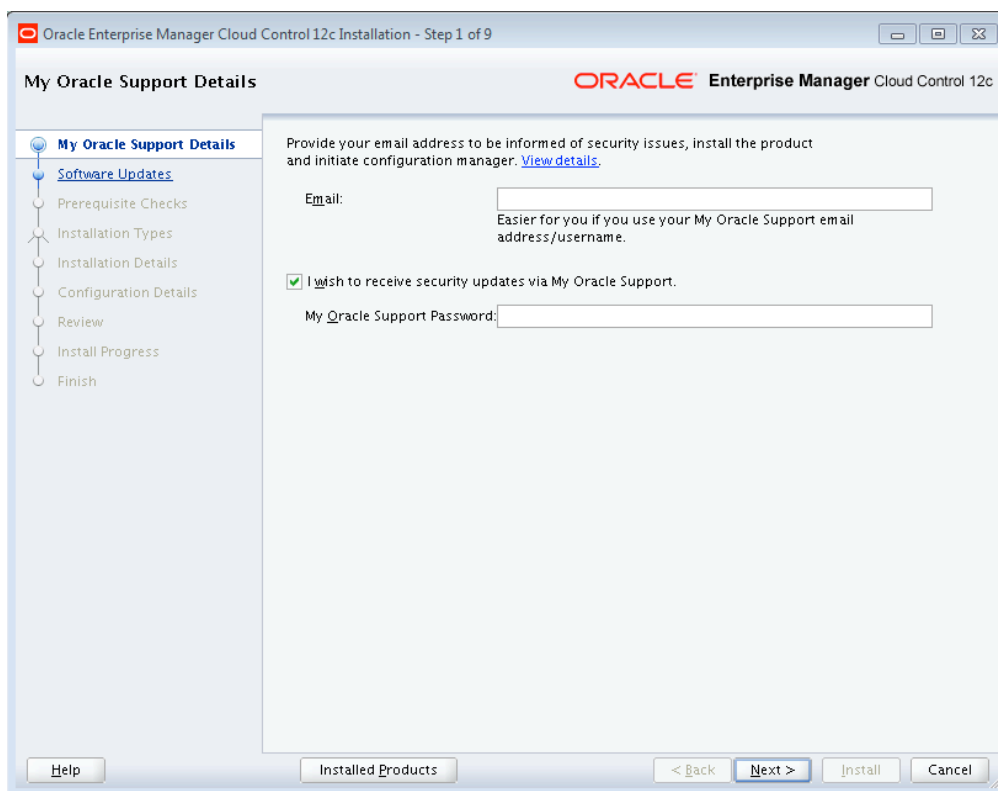 Oracle Enterprise Manager Cloud Control 12c Installation - Step 1 of 9
My Oracle Support Details
ORACLE Enterprise Manager Cloud Control 12c
My Oracle Support Details
Software Updates
Prerequisite Checks
Installation Types
Installation Details
Configuration Details
Review
Install Progress
Finish
Provide your email address to be informed of security issues, install the product
and initiate configuration manager. View details.
Email:
Easier for you if you use your My Oracle Support email
address/username.
I wish to receive security updates via My Oracle Support.
My Oracle Support Password:
Help
Installed Products
< Back
Next >
Install
Cancel